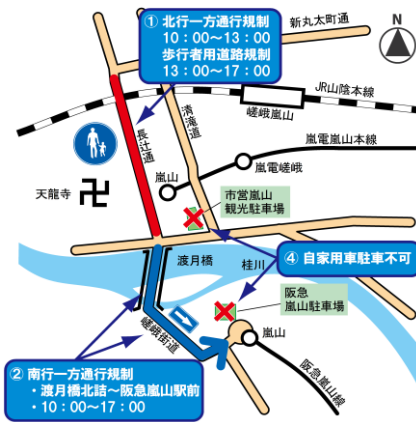 ① 北行一方通行規制
10：00～13：00
歩行者用道路規制
13：00～17：00
新丸太町通
N
JR山陰本線
嵯峨嵐山
清滝道
長辻通
嵐電嵐山本線
嵐電嵯峨
嵐山
天龍寺
市営嵐山
観光駐車場
渡月橋
桂川
④ 自家用車駐車不可
阪急
嵐山駐車場
嵯峨街道
嵐山
阪急嵐山線
② 南行一方通行規制
・渡月橋北詰～阪急嵐山駅前
・10：00～17：00